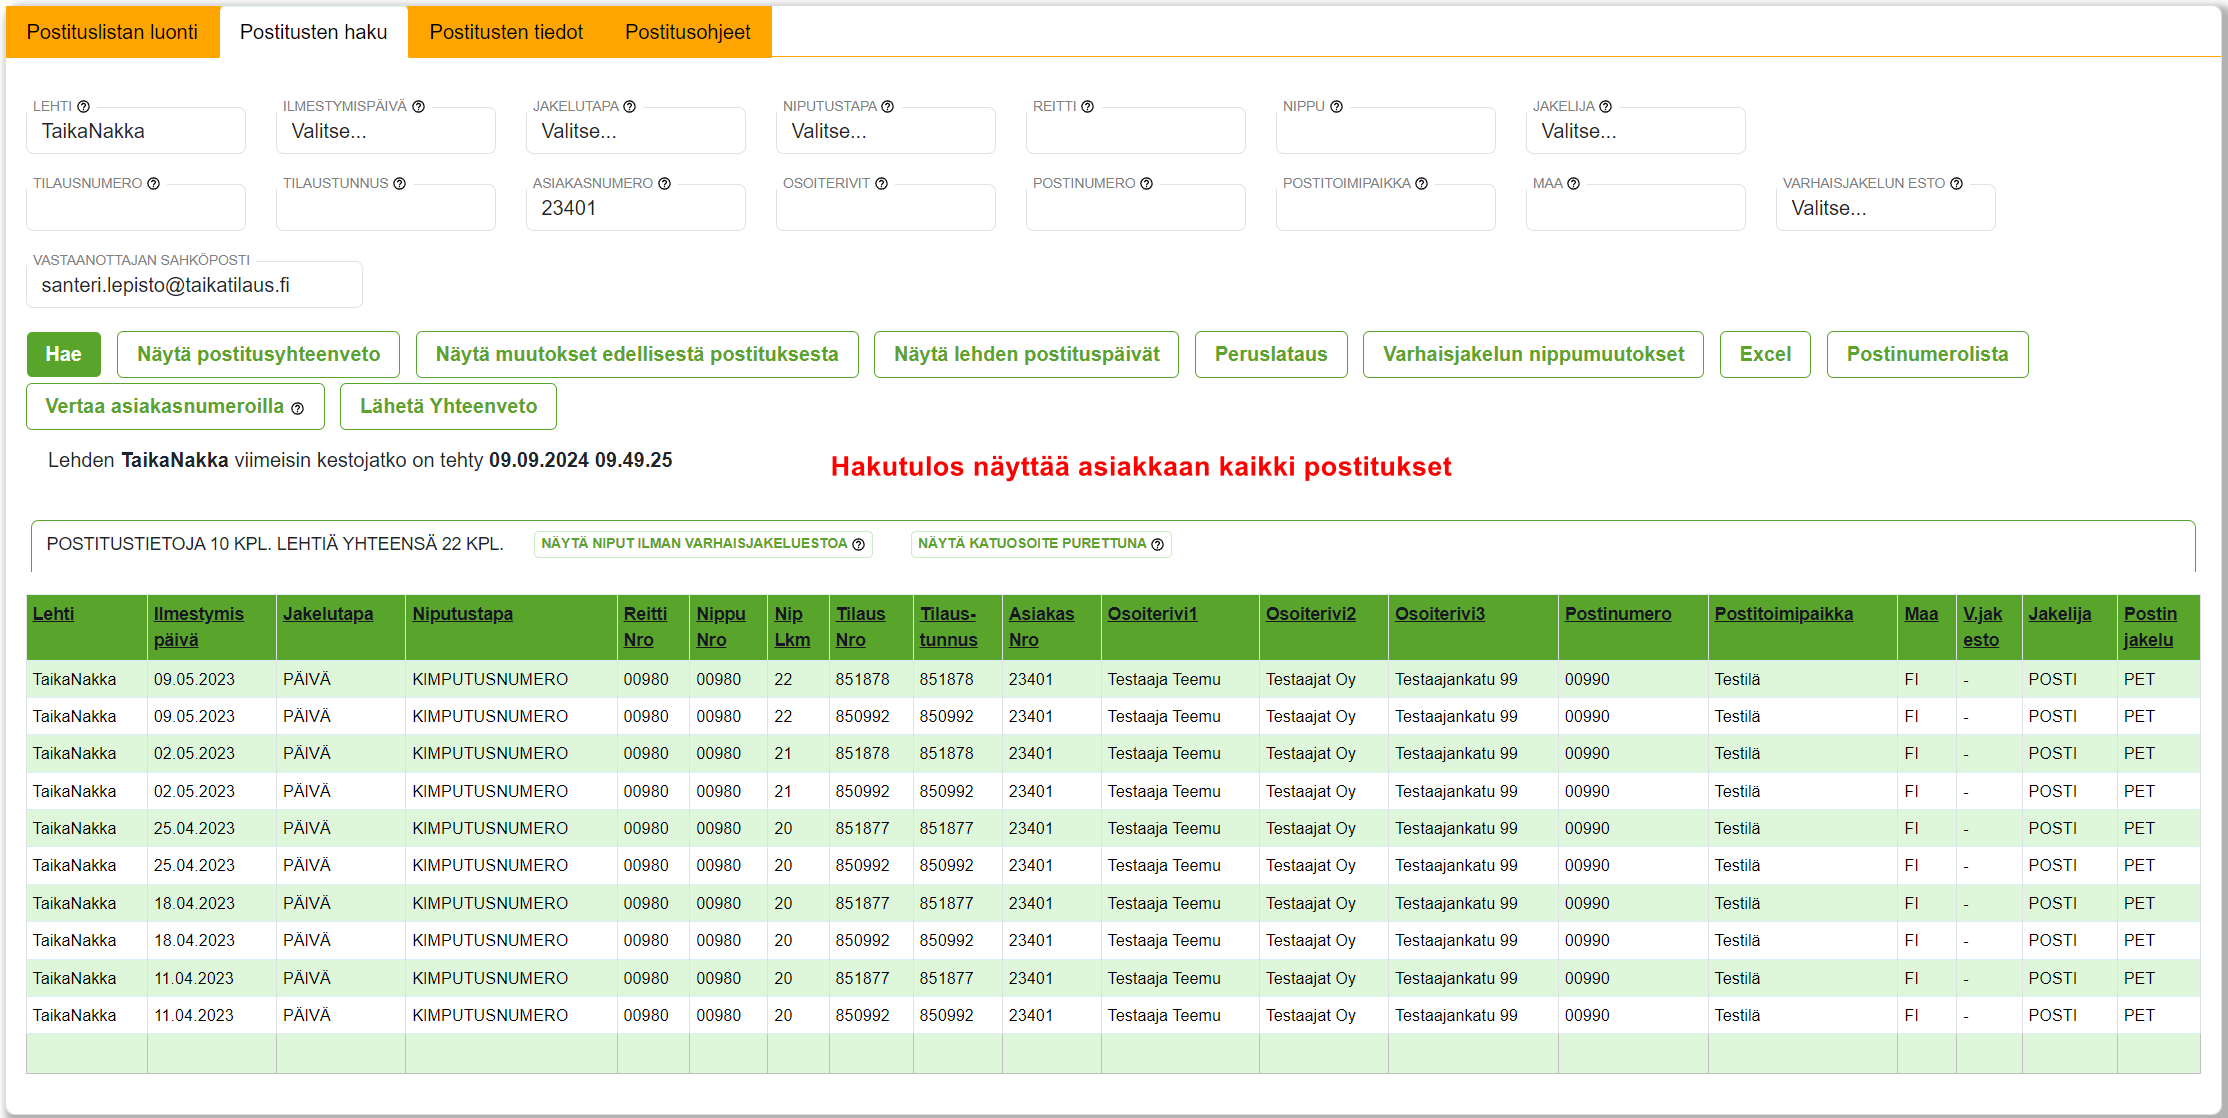 Postituslistan luonti Postitusten haku Postitusten tiedot Postitusohjeet
LEHTI ILMESTYMISPÄIVÄ JAKELUTAPA NIPUTUSTAPA REITTI NIPPU JAKELIJA
TaikaNakka Valitse... Valitse... Valitse... Valitse...
TILAUSNUMERO TILAUSTUNNUS ASIAKASNUMERO OSOITERIVIT POSTINUMERO POSTITOIMIPAIKKA MAA VARHAISJAKELUN ESTO
23401 Valitse...
VASTAANOTTAJAN SAHKÖPOSTI
santeri.lepisto@taikatilaus.fi
Hae Näytä postitusyhteenveto Näytä muutokset edellisestä postituksesta Näytä lehden postituspäivät Peruslataus Varhaisjakelun nippumuutokset Excel Postinumerolista
Vertaa asiakasnumeroilla Lähetä Yhteenveto
Lehden TaikaNakka viimeisin kestojatko on tehty 09.09.2024 09.49.25
Hakutulos näyttää asiakkaan kaikki postitukset
POSTITUSTIETOJA 10 KPL. LEHTIÄ YHTEENSÄ 22 KPL. NÄYTÄ NIPUT ILMAN VARHAISJAKELUESTOA NÄYTÄ KATUOSOITE PURETTUNA
Lehti Ilmestymis Jakelutapa Niputustapa Reitti Nippu Nip Tilaus Tilaus- Asiakas Osoiterivi1 Osoiterivi2 Osoiterivi3 Postinumero Postitoimipaikka Maa V.jak Jakelija Postin
päivä Nro Nro Lkm Nro tunnus Nro esto jakelu
TaikaNakka 09.05.2023 PÄIVÄ KIMPUTUSNUMERO 00980 00980 22 851878 851878 23401 Testaaja Teemu Testaajat Oy Testaajankatu 99 00990 Testilä FI - POSTI PET
TaikaNakka 09.05.2023 PÄIVÄ KIMPUTUSNUMERO 00980 00980 22 850992 850992 23401 Testaaja Teemu Testaajat Oy Testaajankatu 99 00990 Testilä FI - POSTI PET
TaikaNakka 02.05.2023 PÄIVÄ KIMPUTUSNUMERO 00980 00980 21 851878 851878 23401 Testaaja Teemu Testaajat Oy Testaajankatu 99 00990 Testilä FI - POSTI PET
TaikaNakka 02.05.2023 PÄIVÄ KIMPUTUSNUMERO 00980 00980 21 850992 850992 23401 Testaaja Teemu Testaajat Oy Testaajankatu 99 00990 Testilä FI - POSTI PET
TaikaNakka 25.04.2023 PÄIVÄ KIMPUTUSNUMERO 00980 00980 20 851877 851877 23401 Testaaja Teemu Testaajat Oy Testaajankatu 99 00990 Testilä FI - POSTI PET
TaikaNakka 25.04.2023 PÄIVÄ KIMPUTUSNUMERO 00980 00980 20 850992 850992 23401 Testaaja Teemu Testaajat Oy Testaajankatu 99 00990 Testilä FI - POSTI PET
TaikaNakka 18.04.2023 PÄIVÄ KIMPUTUSNUMERO 00980 00980 20 851877 851877 23401 Testaaja Teemu Testaajat Oy Testaajankatu 99 00990 Testilä FI - POSTI PET
TaikaNakka 18.04.2023 PÄIVÄ KIMPUTUSNUMERO 00980 00980 20 850992 850992 23401 Testaaja Teemu Testaajat Oy Testaajankatu 99 00990 Testilä FI - POSTI PET
TaikaNakka 11.04.2023 PÄIVÄ KIMPUTUSNUMERO 00980 00980 20 851877 851877 23401 Testaaja Teemu Testaajat Oy Testaajankatu 99 00990 Testilä FI - POSTI PET
TaikaNakka 11.04.2023 PÄIVÄ KIMPUTUSNUMERO 00980 00980 20 850992 850992 23401 Testaaja Teemu Testaajat Oy Testaajankatu 99 00990 Testilä FI - POSTI PET